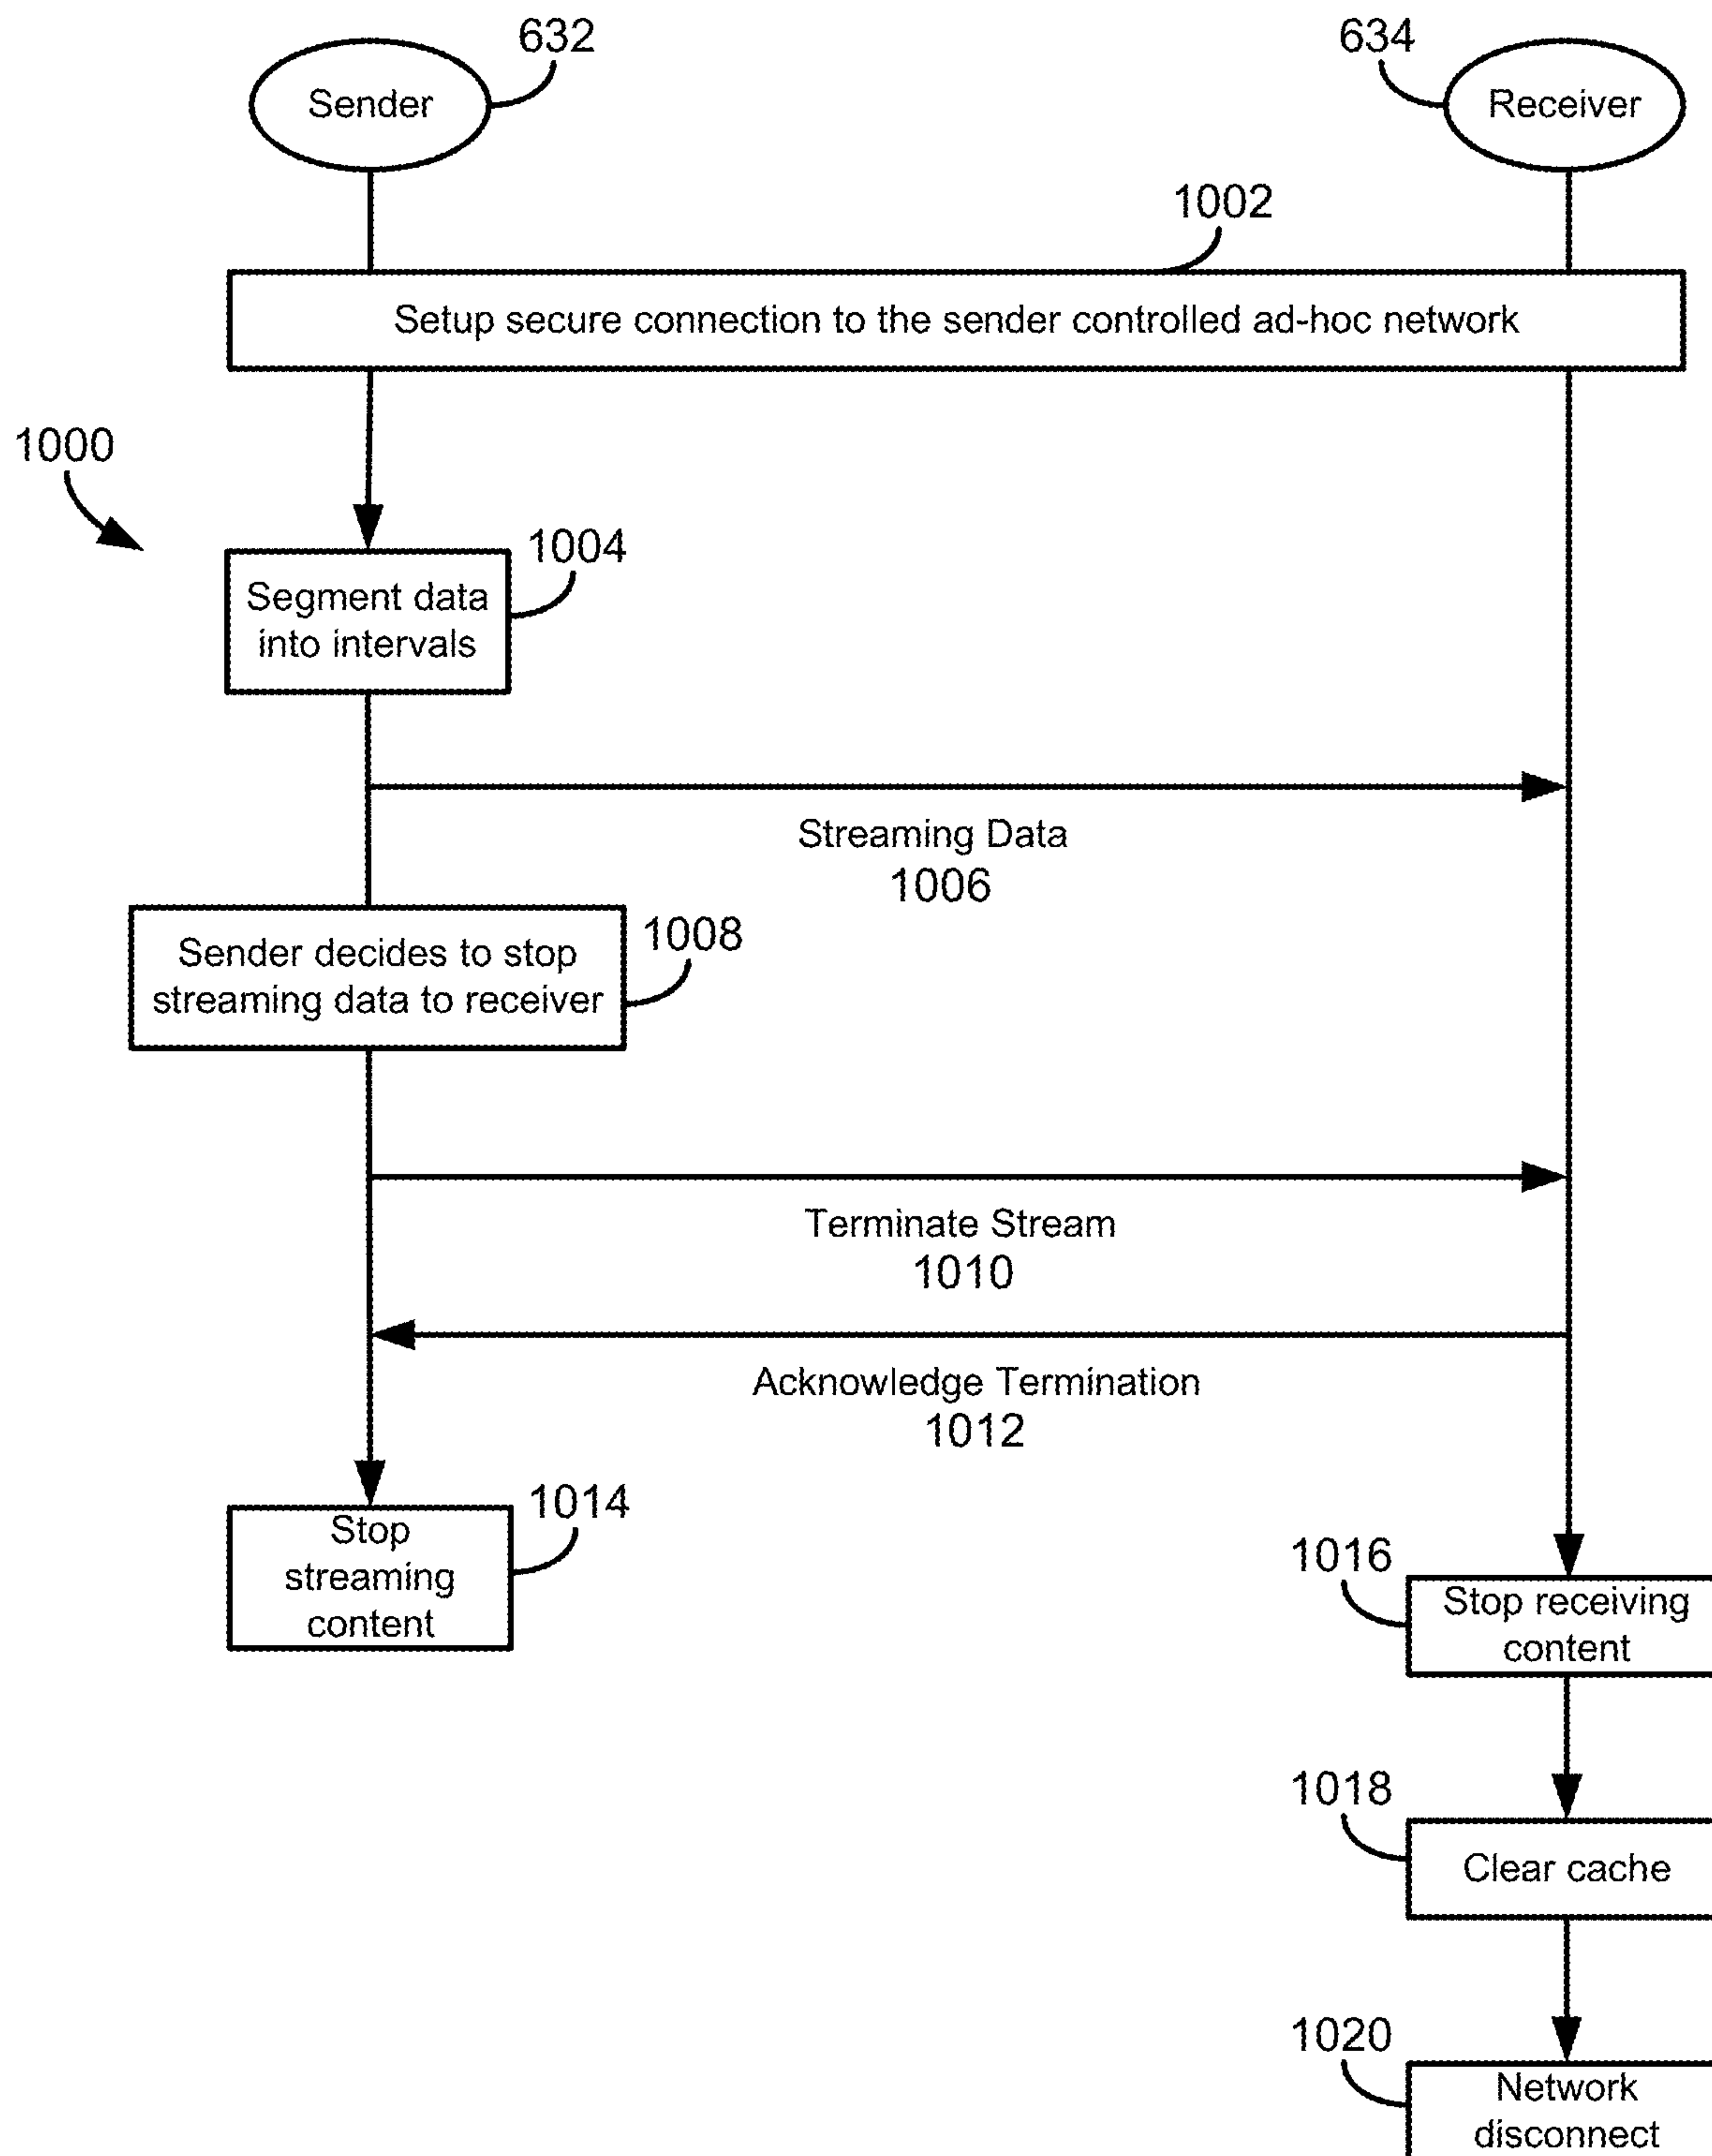 632
634
Sender
Receiver
1002
Setup secure connection to the sender controlled ad-hoc network
1000
1004
Segment data
into intervals
Streaming Data
1006
1008
Sender decides to stop
streaming data to receiver
Terminate Stream
1010
Acknowledge Termination
1012
1014
Stop
streaming
content
1016
Stop receiving
content
1018
Clear cache
1020
Network
disconnect